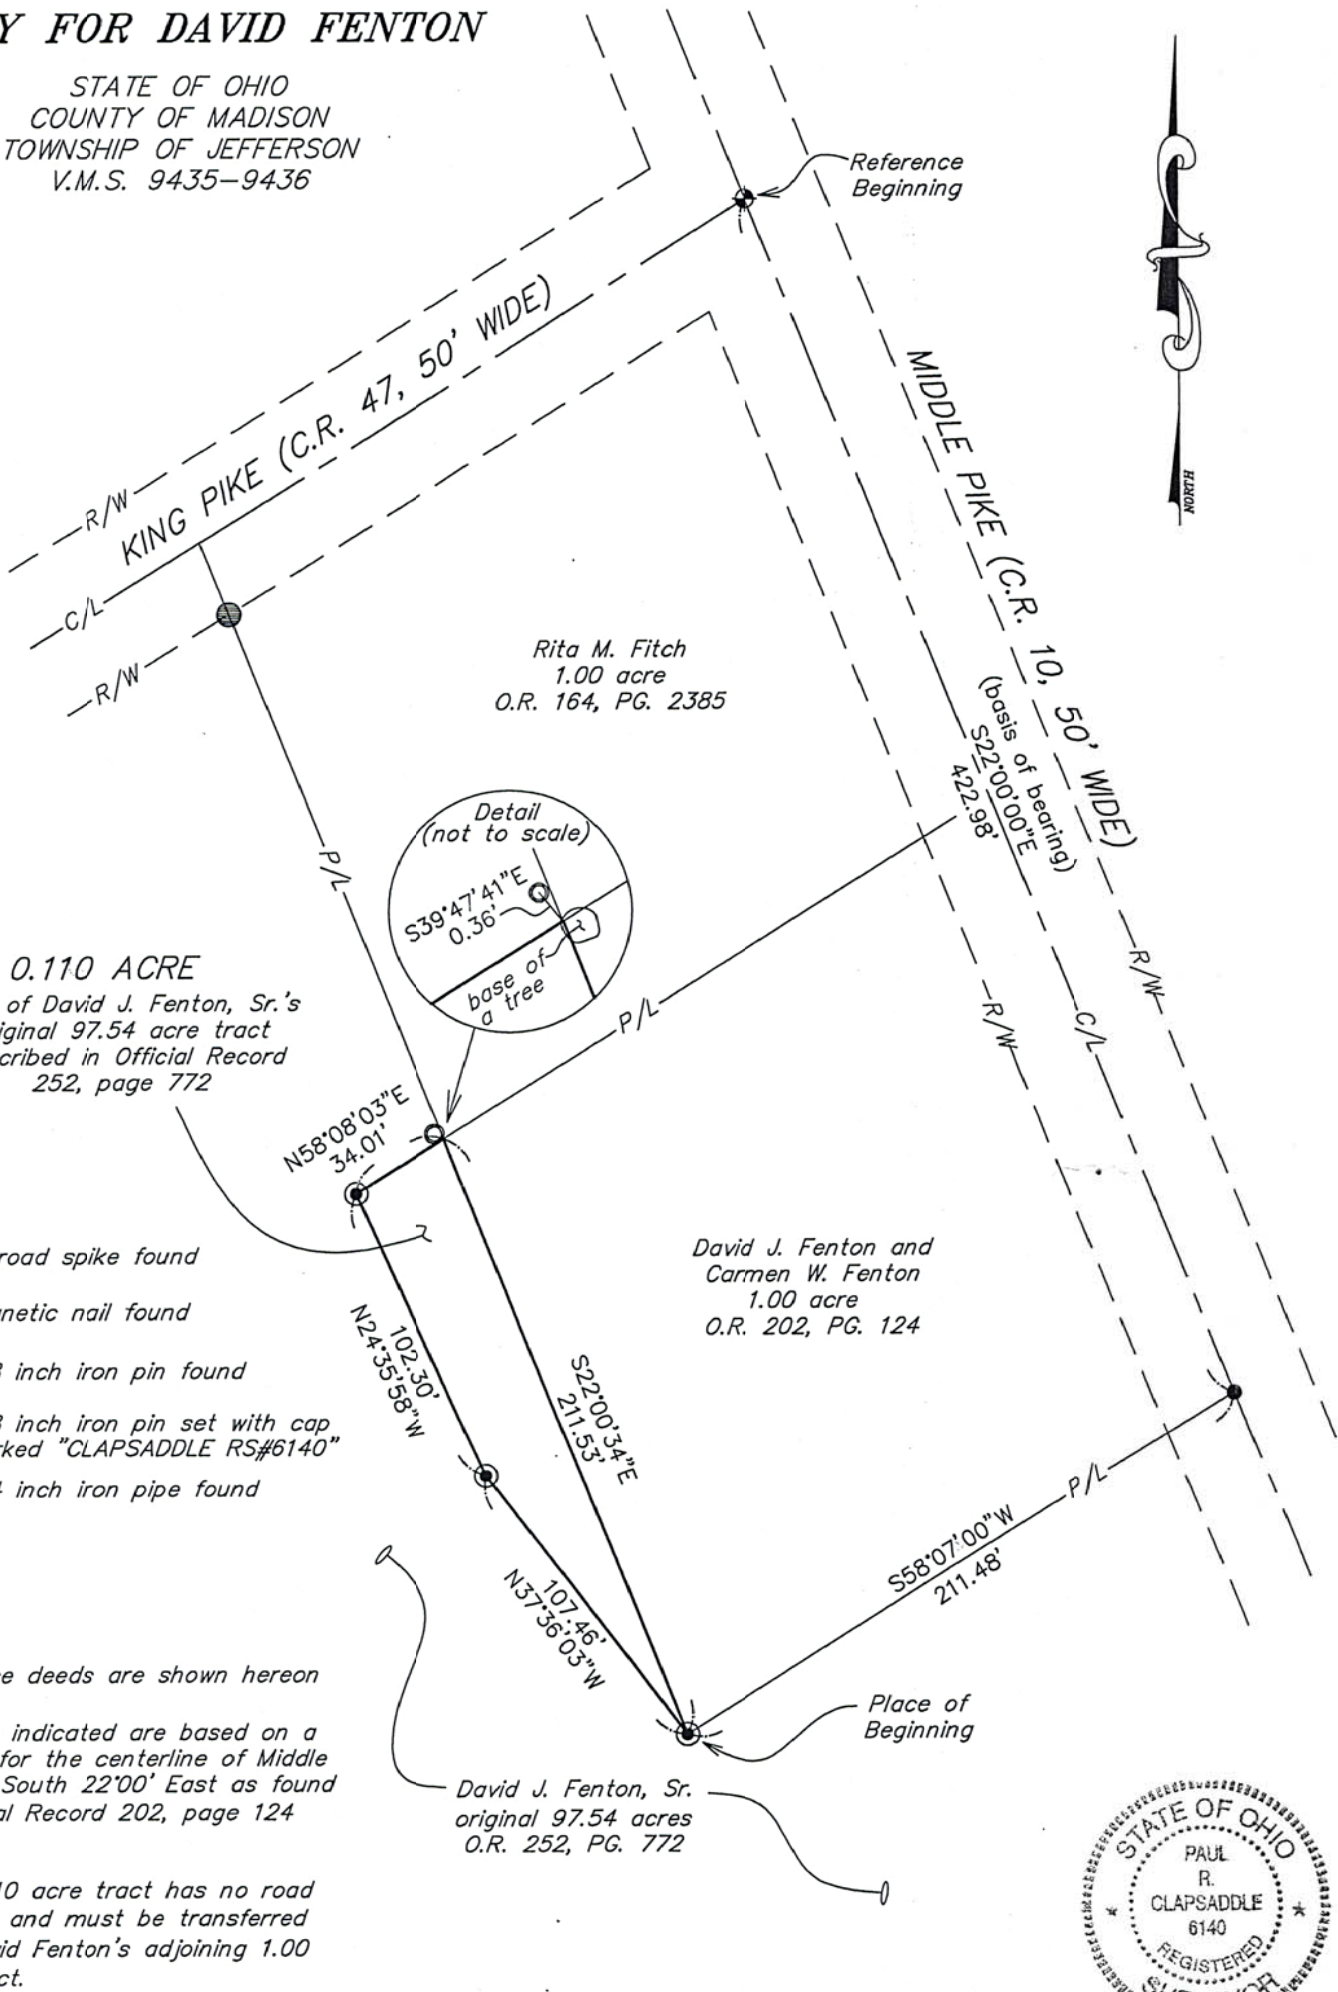 Y FOR DAVID FENTON
STATE OF OHIO
COUNTY OF MADISON
TOWNSHIP OF JEFFERSON
V.M.S. 9435–9436
Reference
Beginning
NORTH
R/W
KING PIKE (C.R. 47, 50' WIDE)
C/L
R/W
MIDDLE PIKE (C.R. 10, 50' WIDE)
(basis of bearing)
S22°00'00"E
422.98'
Rita M. Fitch
1.00 acre
O.R. 164, PG. 2385
P/L
Detail
(not to scale)
S39°47'41"E
0.36'
base of
a tree
P/L
R/W
C/L
R/W
0.110 ACRE
of David J. Fenton, Sr.'s
iginal 97.54 acre tract
cribed in Official Record
252, page 772
N58°08'03"E
34.01'
road spike found
netic nail found
inch iron pin found
inch iron pin set with cap
rked "CLAPSADDLE RS#6140"
inch iron pipe found
102.30'
N24°35'58"W
S22°00'34"E
211.53'
David J. Fenton and
Carmen W. Fenton
1.00 acre
O.R. 202, PG. 124
107.46'
N37°36'03"W
S58°07'00"W
211.48'
P/L
Place of
Beginning
e deeds are shown hereon
indicated are based on a
for the centerline of Middle
South 22°00' East as found
al Record 202, page 124
David J. Fenton, Sr.
original 97.54 acres
O.R. 252, PG. 772
10 acre tract has no road
and must be transferred
id Fenton's adjoining 1.00
ct.
STATE OF OHIO
PAUL
R.
CLAPSADDLE
6140
REGISTERED
SURVEYOR